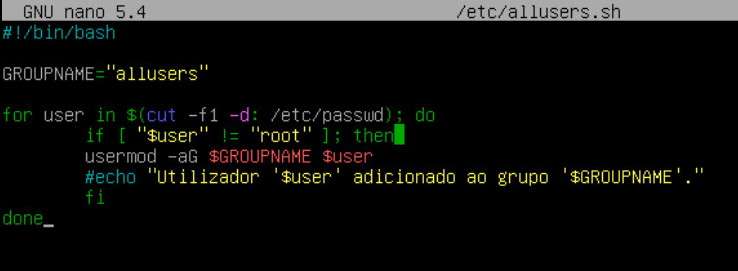 GNU nano 5.4 /etc/allusers.sh
#!/bin/bash
GROUPNAME="allusers"
for user in $(cut -f1 -d: /etc/passwd); do
if [ "$user" != "root" ]; then
usermod -aG $GROUPNAME $user
#echo "Utilizador '$user' adicionado ao grupo '$GROUPNAME'."
fi
done